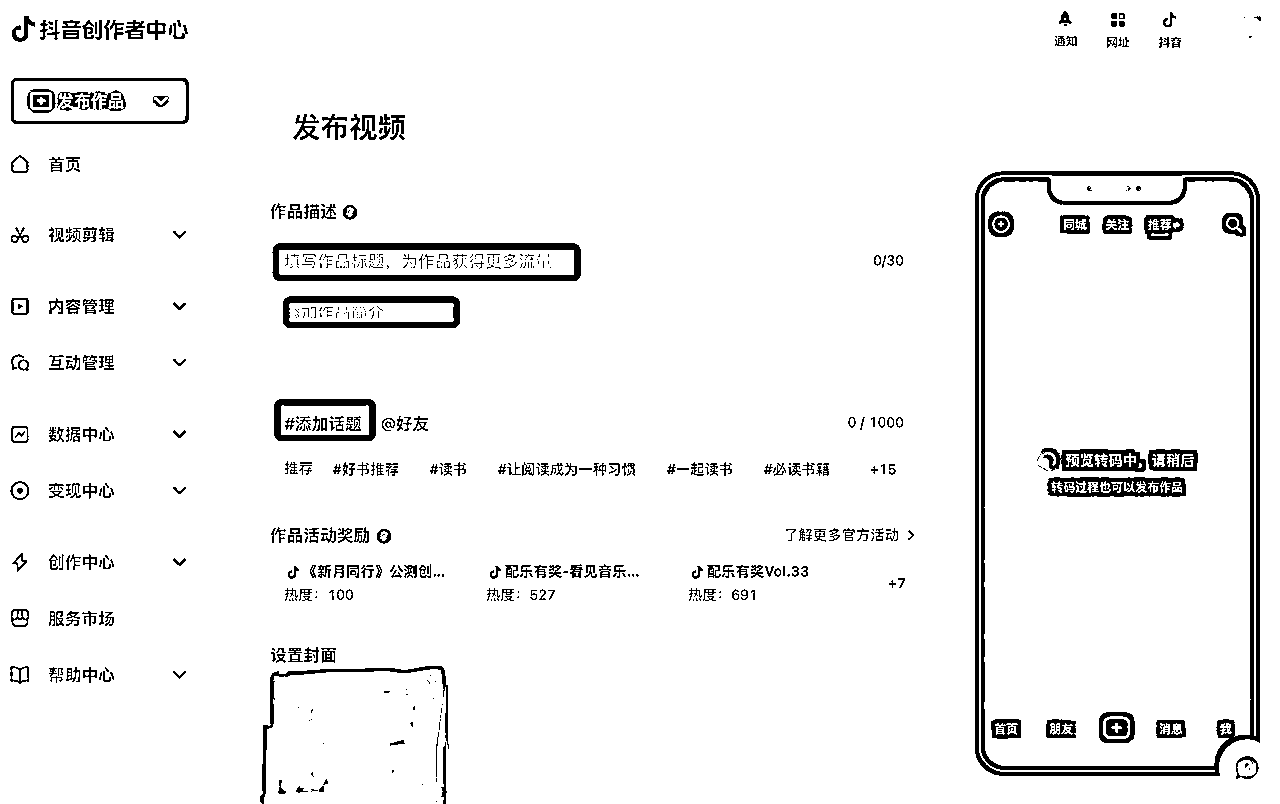 抖音创作者中心
通知 网址 抖音
发布作品
首页
视频剪辑
内容管理
互动管理
数据中心
变现中心
创作中心
服务市场
帮助中心
发布视频
作品描述
填写作品标题，为作品获得更多流量
0/30
添加作品简介
#添加话题 @好友
0 / 1000
推荐 #好书推荐 #读书 #让阅读成为一种习惯 #一起读书 #必读书籍 +15
作品活动奖励
了解更多官方活动
《新月同行》公测创...
热度：100
配乐有奖-看见音乐...
热度：527
配乐有奖Vol.33
热度：691
+7
设置封面
同城 关注 推荐
预览转码中，请稍后
转码过程也可以发布作品
首页 朋友 消息 我